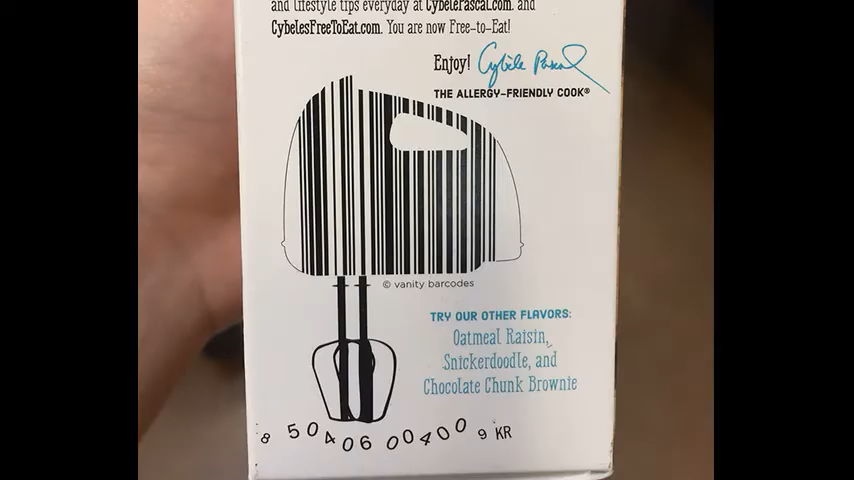 and lifestyle tips everyday at CybelePascal.com. and
CybelesFreeToEat.com. You are now Free-to-Eat!
Enjoy! Cybele Pascal
THE ALLERGY-FRIENDLY COOK®
© vanity barcodes
TRY OUR OTHER FLAVORS:
Oatmeal Raisin,
Snickerdoodle, and
Chocolate Chunk Brownie
8 50406 00400 9 KR